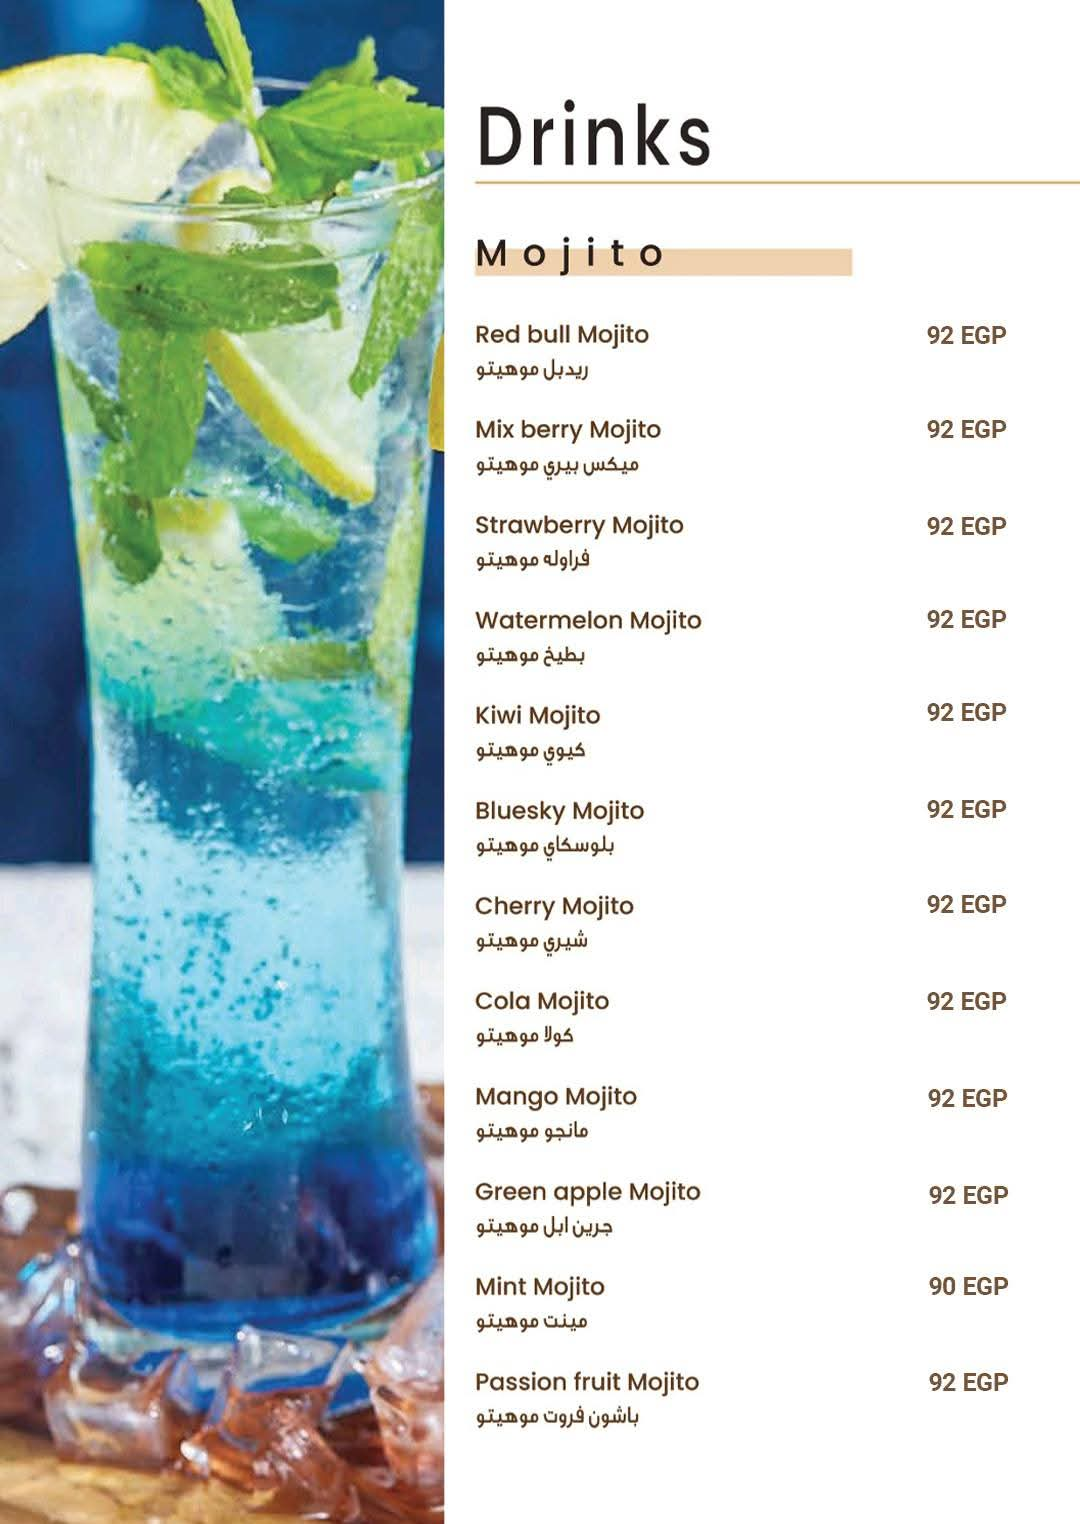 Drinks
Mojito
Red bull Mojito 92 EGP
ريدبل موهيتو
Mix berry Mojito 92 EGP
ميكس بيري موهيتو
Strawberry Mojito 92 EGP
فراوله موهيتو
Watermelon Mojito 92 EGP
بطيخ موهيتو
Kiwi Mojito 92 EGP
كيوي موهيتو
Bluesky Mojito 92 EGP
بلوسكاي موهيتو
Cherry Mojito 92 EGP
شيري موهيتو
Cola Mojito 92 EGP
كولا موهيتو
Mango Mojito 92 EGP
مانجو موهيتو
Green apple Mojito 92 EGP
جرين ابل موهيتو
Mint Mojito 90 EGP
مينت موهيتو
Passion fruit Mojito 92 EGP
باشون فروت موهيتو